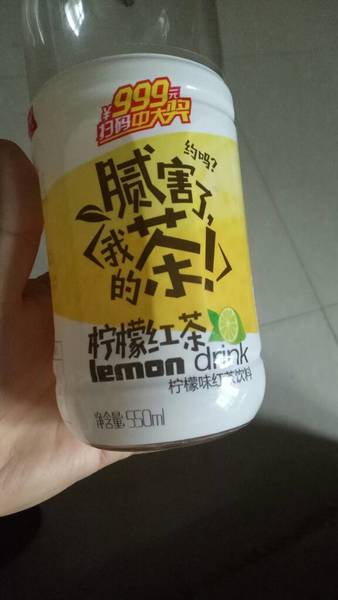 ¥999元
扫码中大奖
约吗?
腻害了,
〈我的茶!〉
柠檬红茶
lemon drink
柠檬味红茶饮料
净含量:550ml